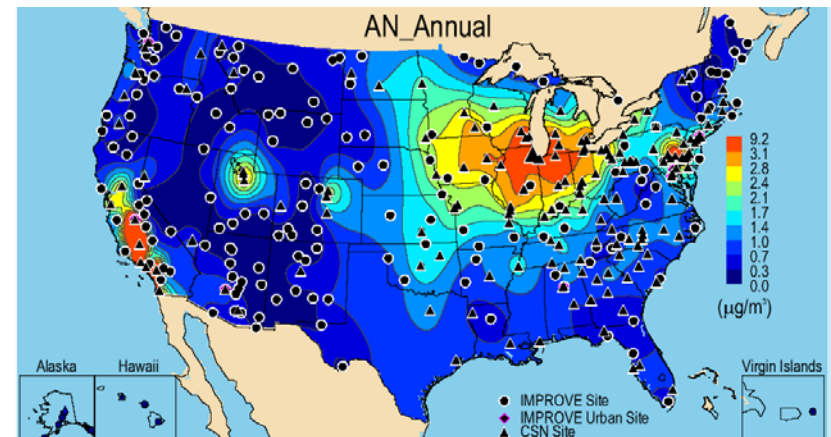 AN_Annual
9.2
3.1
2.8
2.4
2.1
1.7
1.4
1.0
0.7
0.3
0.0
(µg/m³)
Alaska
Hawaii
Virgin Islands
IMPROVE Site
IMPROVE Urban Site
CSN Site